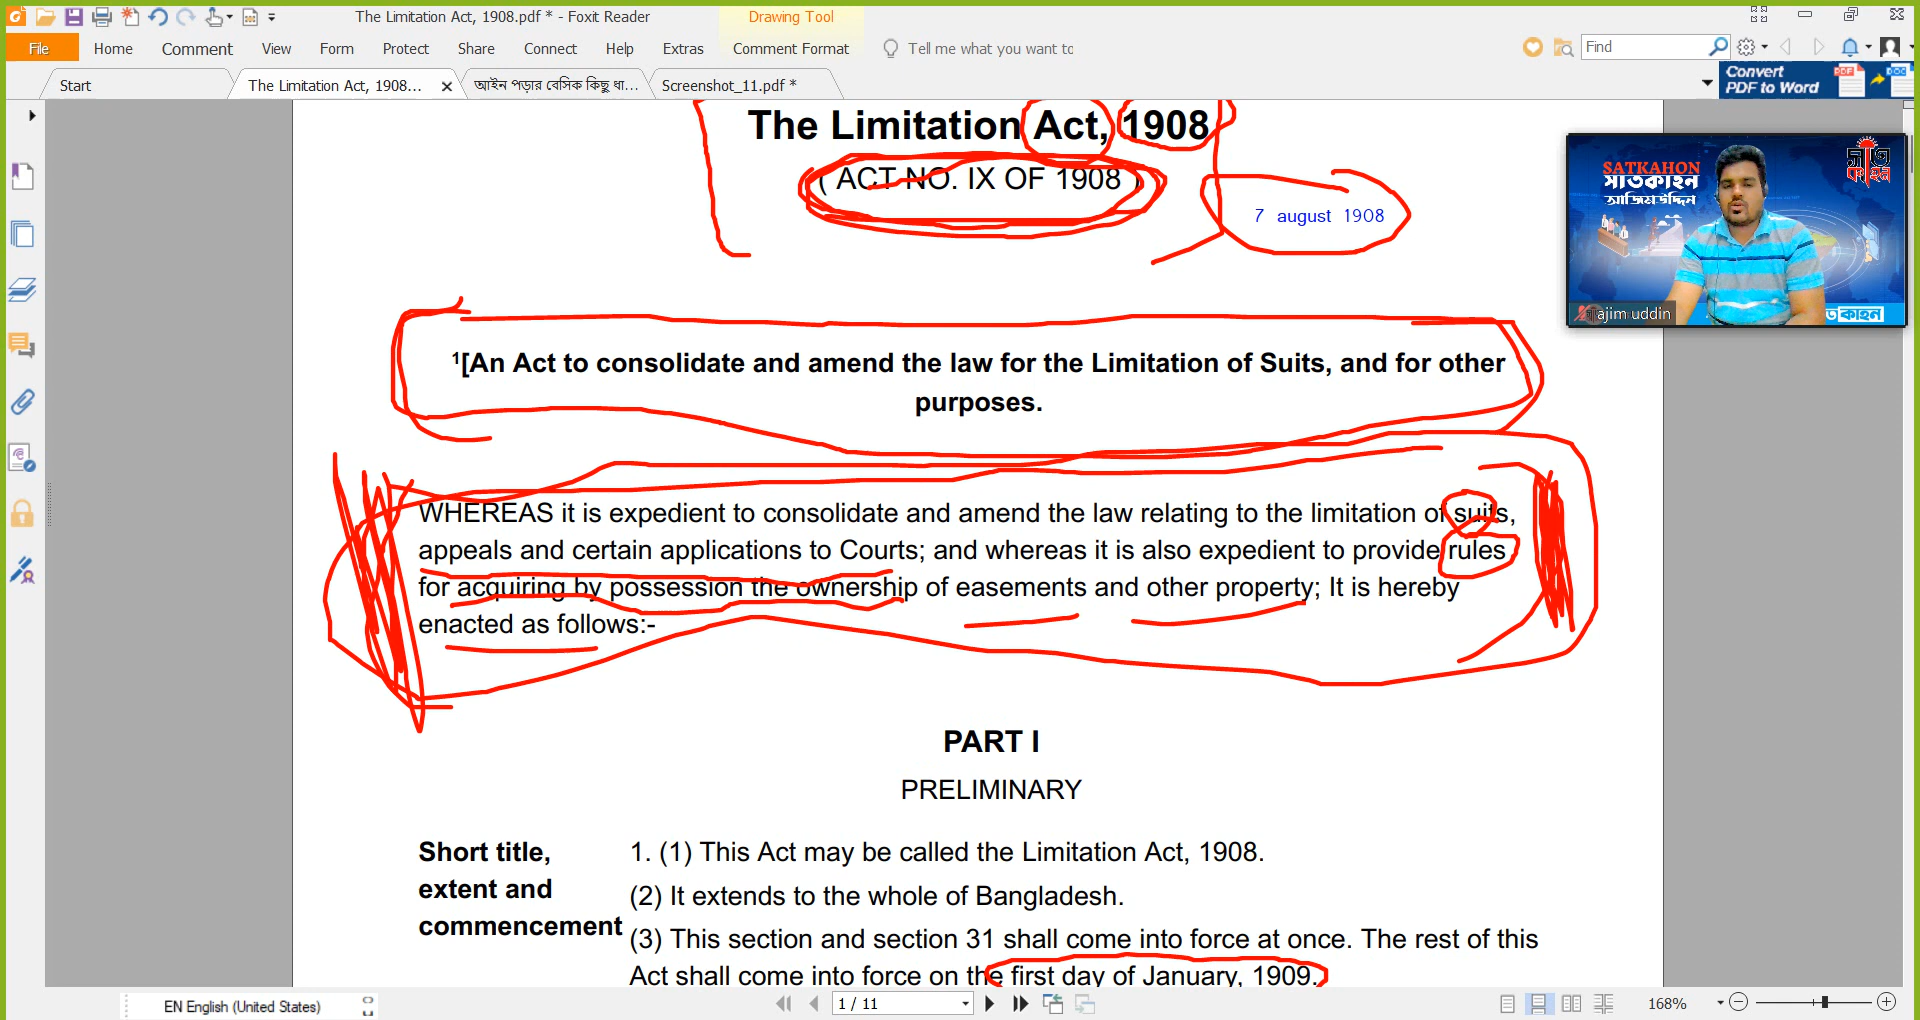 The Limitation Act, 1908.pdf * - Foxit Reader
Drawing Tool
File
Home
Comment
View
Form
Protect
Share
Connect
Help
Extras
Comment Format
Tell me what you want to
Find
Start
The Limitation Act, 1908...
আইন পড়ার বেসিক কিছু ধা...
Screenshot_11.pdf *
Convert
PDF to Word
The Limitation Act, 1908
( ACT NO. IX OF 1908 )
7 august 1908
SATKAHON
সাতকাহন
আজিম উদ্দিন
ajim uddin
1[An Act to consolidate and amend the law for the Limitation of Suits, and for other
purposes.
WHEREAS it is expedient to consolidate and amend the law relating to the limitation of suits,
appeals and certain applications to Courts; and whereas it is also expedient to provide rules
for acquiring by possession the ownership of easements and other property; It is hereby
enacted as follows:-
PART I
PRELIMINARY
Short title,
extent and
commencement
1. (1) This Act may be called the Limitation Act, 1908.
(2) It extends to the whole of Bangladesh.
(3) This section and section 31 shall come into force at once. The rest of this
Act shall come into force on the first day of January, 1909.
EN English (United States)
1 / 11
168%